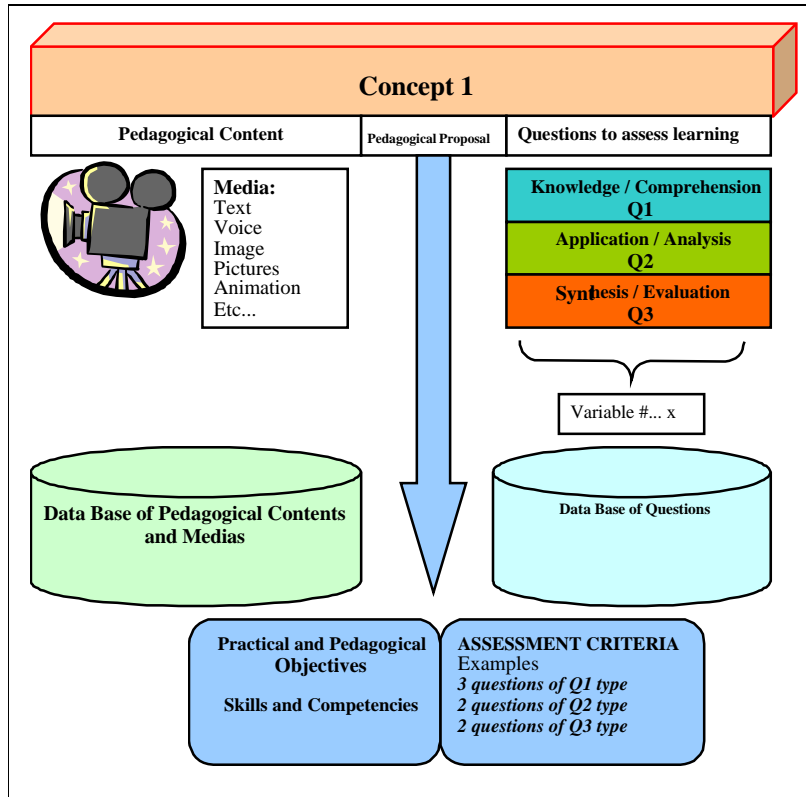 Concept 1
Pedagogical Content
Pedagogical Proposal
Questions to assess learning
Media:
Text
Voice
Image
Pictures
Animation
Etc...
Knowledge / Comprehension
Q1
Application / Analysis
Q2
Synthesis / Evaluation
Q3
Variable #... x
Data Base of Pedagogical Contents
and Medias
Data Base of Questions
Practical and Pedagogical
Objectives
Skills and Competencies
ASSESSMENT CRITERIA
Examples
3 questions of Q1 type
2 questions of Q2 type
2 questions of Q3 type